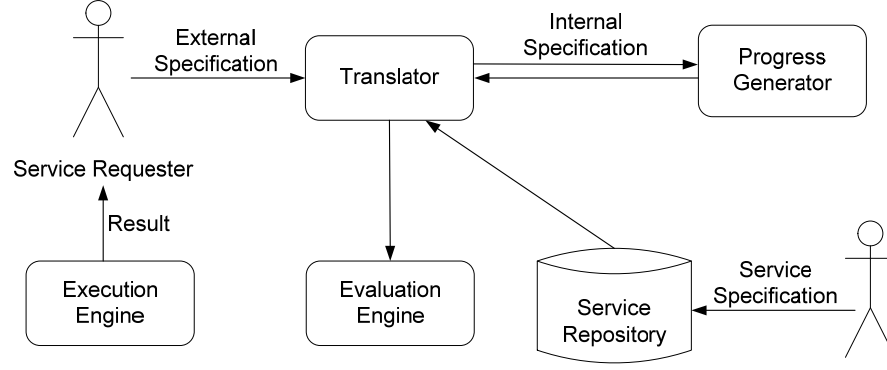 External
Specification
Translator
Internal
Specification
Progress
Generator
Service Requester
Result
Execution
Engine
Evaluation
Engine
Service
Repository
Service
Specification